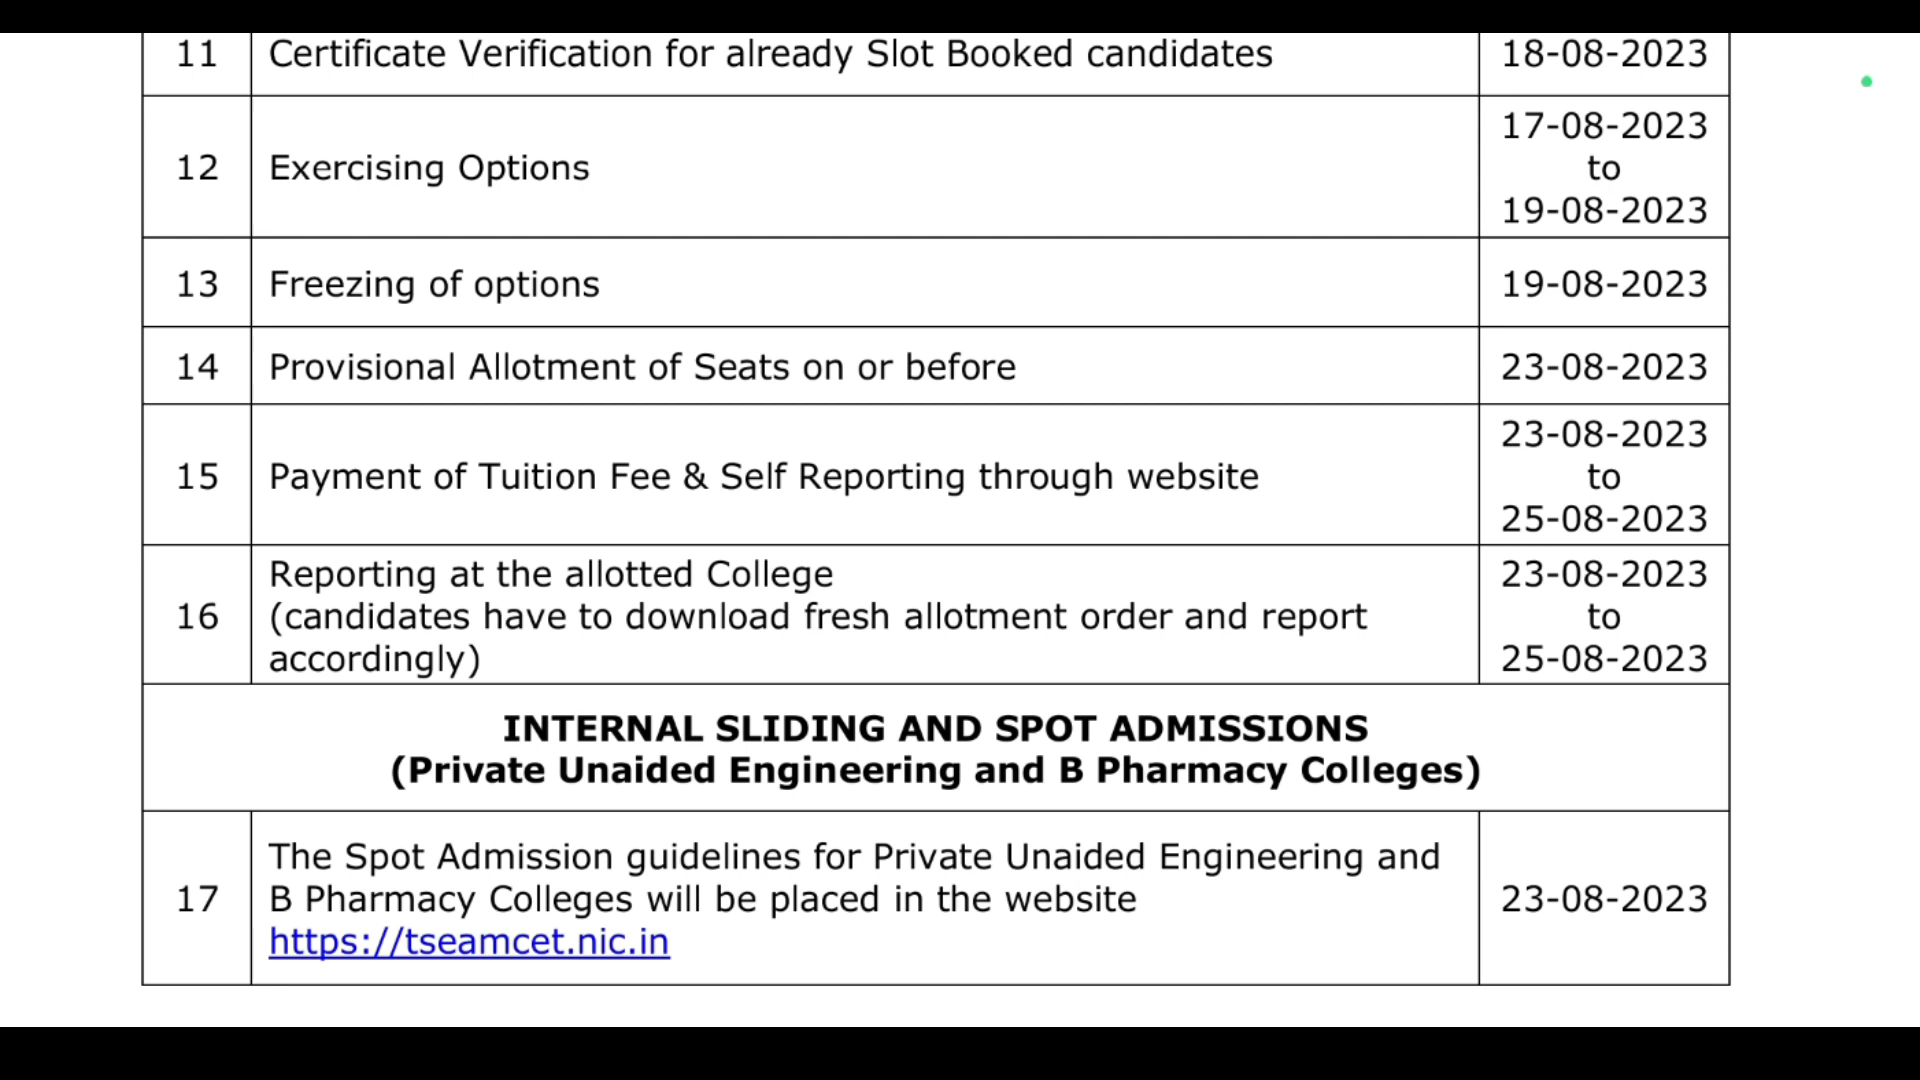 11 Certificate Verification for already Slot Booked candidates 18-08-2023
12 Exercising Options 17-08-2023
to
19-08-2023
13 Freezing of options 19-08-2023
14 Provisional Allotment of Seats on or before 23-08-2023
15 Payment of Tuition Fee & Self Reporting through website 23-08-2023
to
25-08-2023
16 Reporting at the allotted College
(candidates have to download fresh allotment order and report
accordingly)
23-08-2023
to
25-08-2023
INTERNAL SLIDING AND SPOT ADMISSIONS
(Private Unaided Engineering and B Pharmacy Colleges)
17 The Spot Admission guidelines for Private Unaided Engineering and
B Pharmacy Colleges will be placed in the website
https://tseamcet.nic.in
23-08-2023